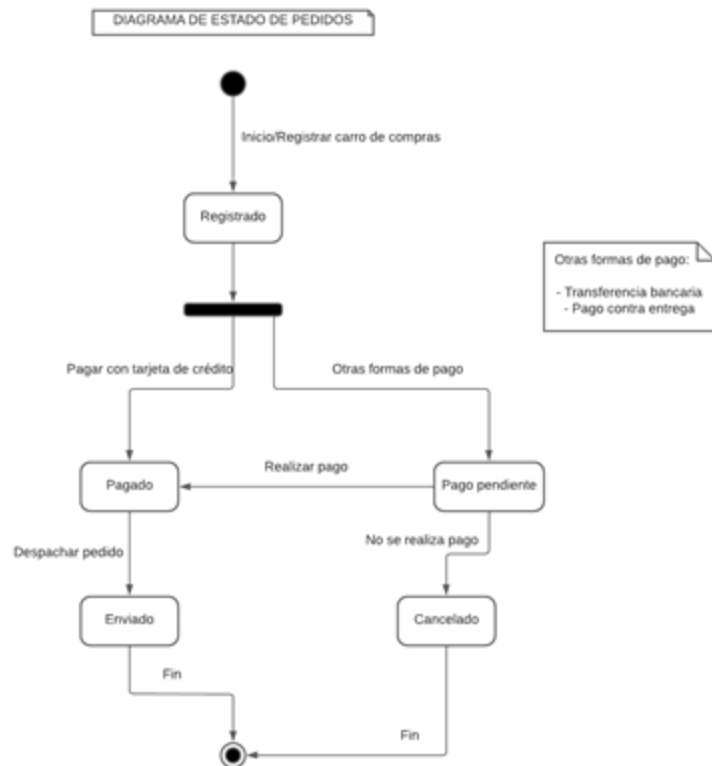 DIAGRAMA DE ESTADO DE PEDIDOS
Inicio/Registrar carro de compras
Registrado
Otras formas de pago:
- Transferencia bancaria
- Pago contra entrega
Pagar con tarjeta de crédito
Otras formas de pago
Realizar pago
Pagado
Pago pendiente
No se realiza pago
Despachar pedido
Enviado
Cancelado
Fin
Fin